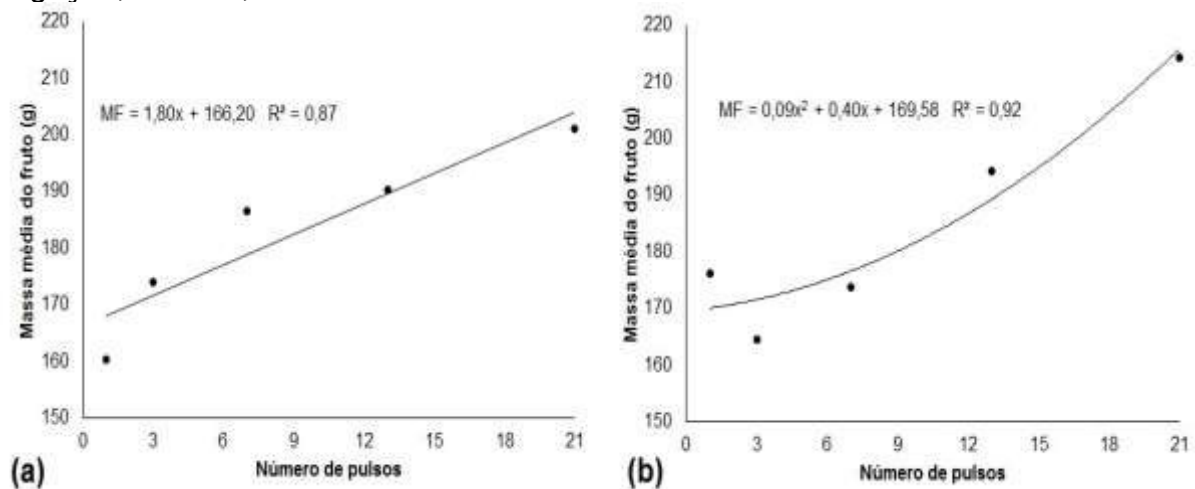 220
210
200
190
180
170
160
150
Massa média do fruto (g)
MF = 1,80x + 166,20 R² = 0,87
0 3 6 9 12 15 18 21
Número de pulsos
(a)
220
210
200
190
180
170
160
150
Massa média do fruto (g)
MF = 0,09x² + 0,40x + 169,58 R² = 0,92
0 3 6 9 12 15 18 21
Número de pulsos
(b)